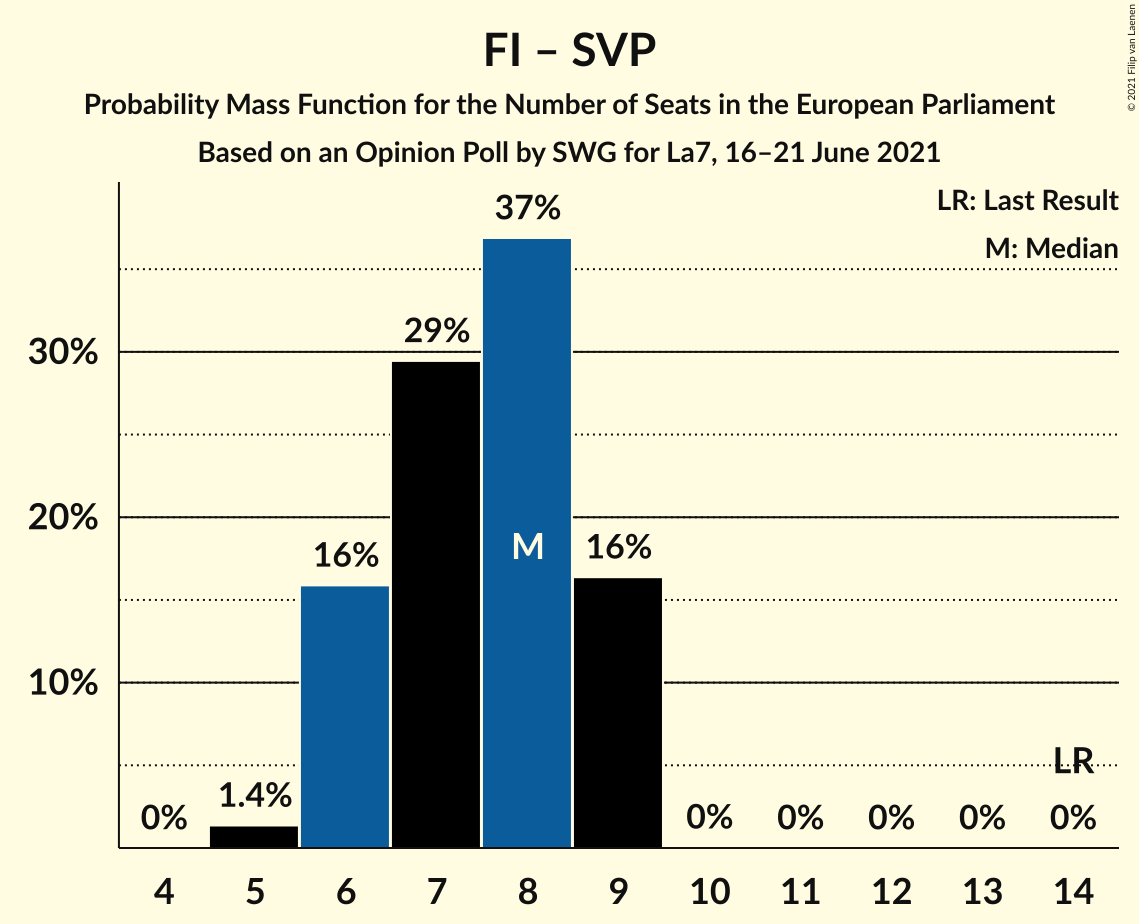 FI – SVP
Probability Mass Function for the Number of Seats in the European Parliament
Based on an Opinion Poll by SWG for La7, 16–21 June 2021
© 2021 Filip van Laenen
LR: Last Result
M: Median
37%
29%
30%
20%
M
16%
16%
10%
LR
1.4%
0%
0%
0%
0%
0%
0%
4 5 6 7 8 9 10 11 12 13 14